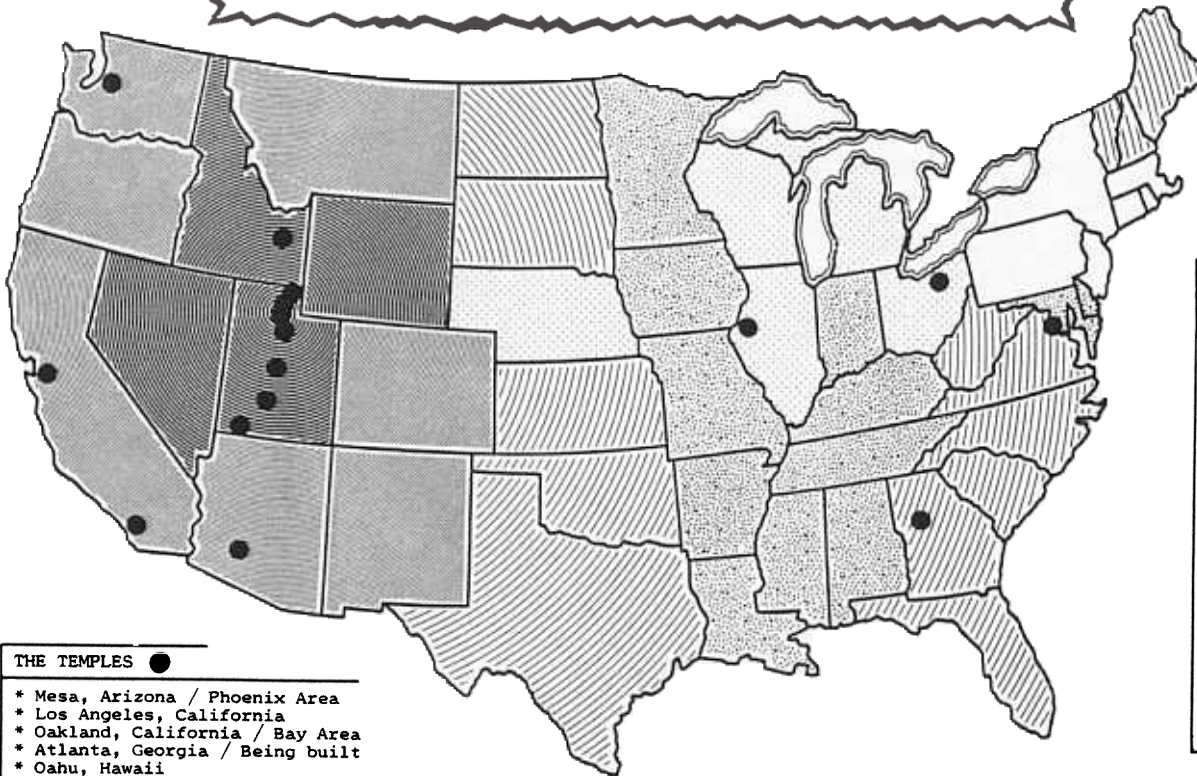 THE TEMPLES
* Mesa, Arizona / Phoenix Area
* Los Angeles, California
* Oakland, California / Bay Area
* Atlanta, Georgia / Being built
* Oahu, Hawaii